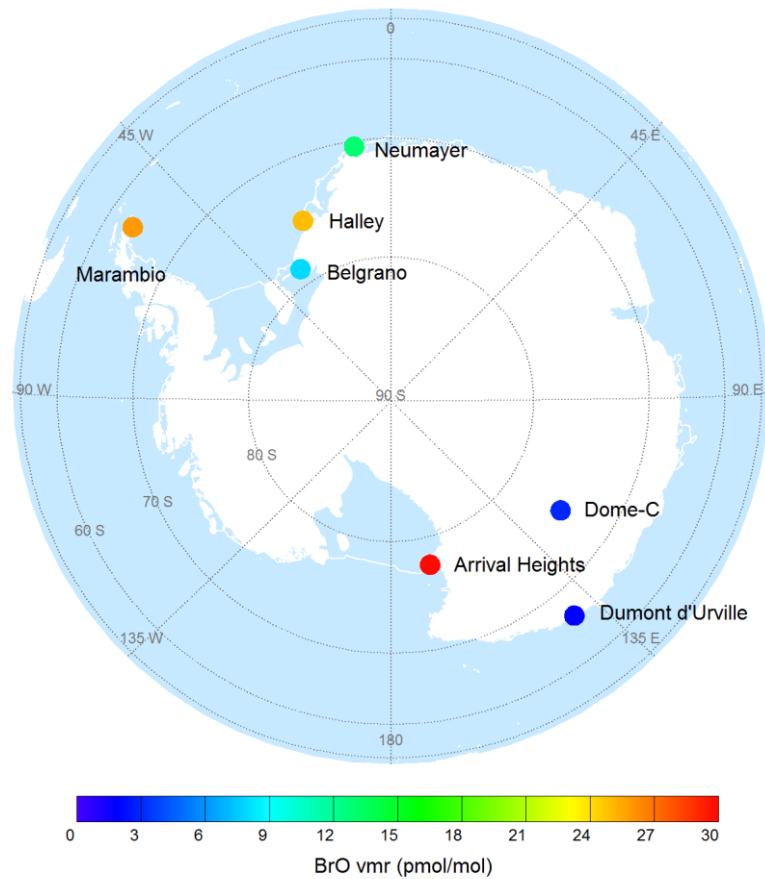 0
45 W
45 E
Neumayer
Halley
Marambio
Belgrano
90 W
90 S
90 E
80 S
70 S
Dome-C
60 S
Arrival Heights
Dumont d'Urville
135 W
135 E
180
0 3 6 9 12 15 18 21 24 27 30
BrO vmr (pmol/mol)